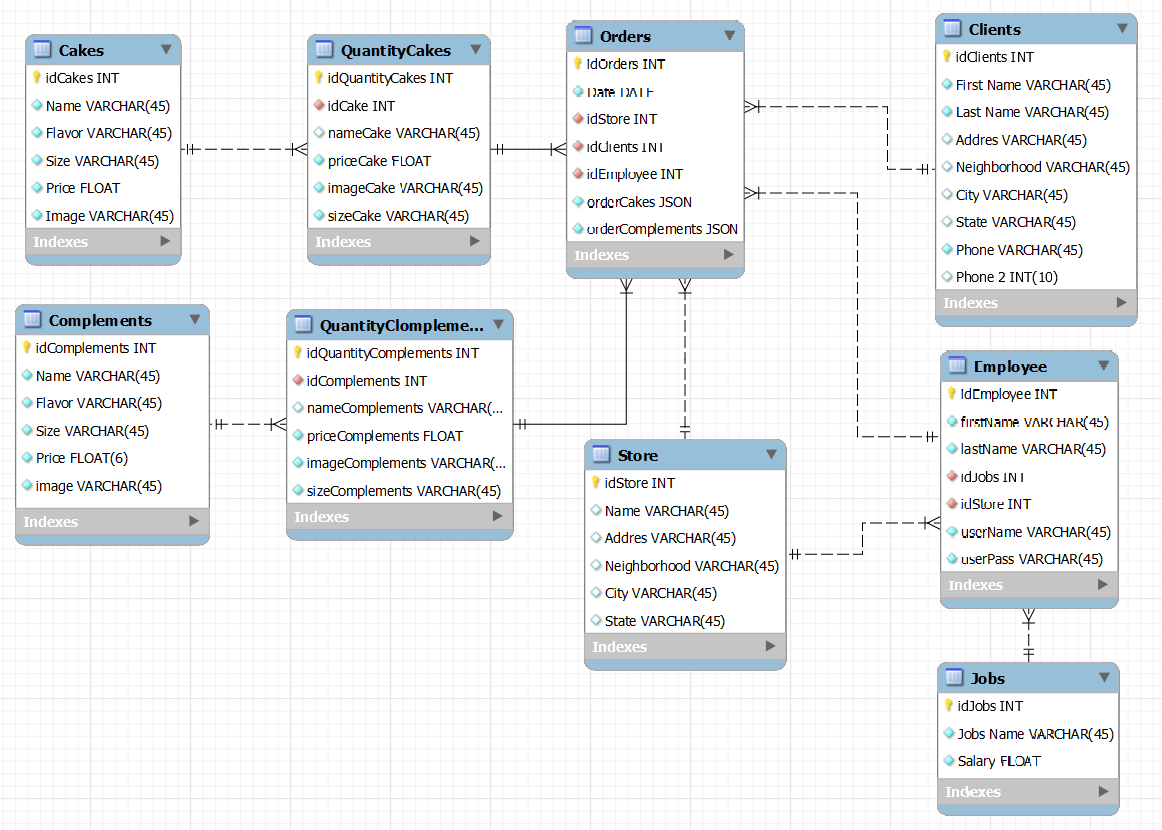 Cakes
idCakes INT
Name VARCHAR(45)
Flavor VARCHAR(45)
Size VARCHAR(45)
Price FLOAT
Image VARCHAR(45)
Indexes
QuantityCakes
idQuantityCakes INT
idCake INT
nameCake VARCHAR(45)
priceCake FLOAT
imageCake VARCHAR(45)
sizeCake VARCHAR(45)
Indexes
Orders
idOrders INT
Date DATE
idStore INT
idClients INT
idEmployee INT
orderCakes JSON
orderComplements JSON
Indexes
Clients
idClients INT
First Name VARCHAR(45)
Last Name VARCHAR(45)
Addres VARCHAR(45)
Neighborhood VARCHAR(45)
City VARCHAR(45)
State VARCHAR(45)
Phone VARCHAR(45)
Phone 2 INT(10)
Indexes
Complements
idComplements INT
Name VARCHAR(45)
Flavor VARCHAR(45)
Size VARCHAR(45)
Price FLOAT(6)
image VARCHAR(45)
Indexes
QuantityClompleme...
idQuantityComplements INT
idComplements INT
nameComplements VARCHAR(...
priceComplements FLOAT
imageComplements VARCHAR(...
sizeComplements VARCHAR(45)
Indexes
Store
idStore INT
Name VARCHAR(45)
Addres VARCHAR(45)
Neighborhood VARCHAR(45)
City VARCHAR(45)
State VARCHAR(45)
Indexes
Employee
idEmployee INT
firstName VARCHAR(45)
lastName VARCHAR(45)
idJobs INT
idStore INT
userName VARCHAR(45)
userPass VARCHAR(45)
Indexes
Jobs
idJobs INT
Jobs Name VARCHAR(45)
Salary FLOAT
Indexes